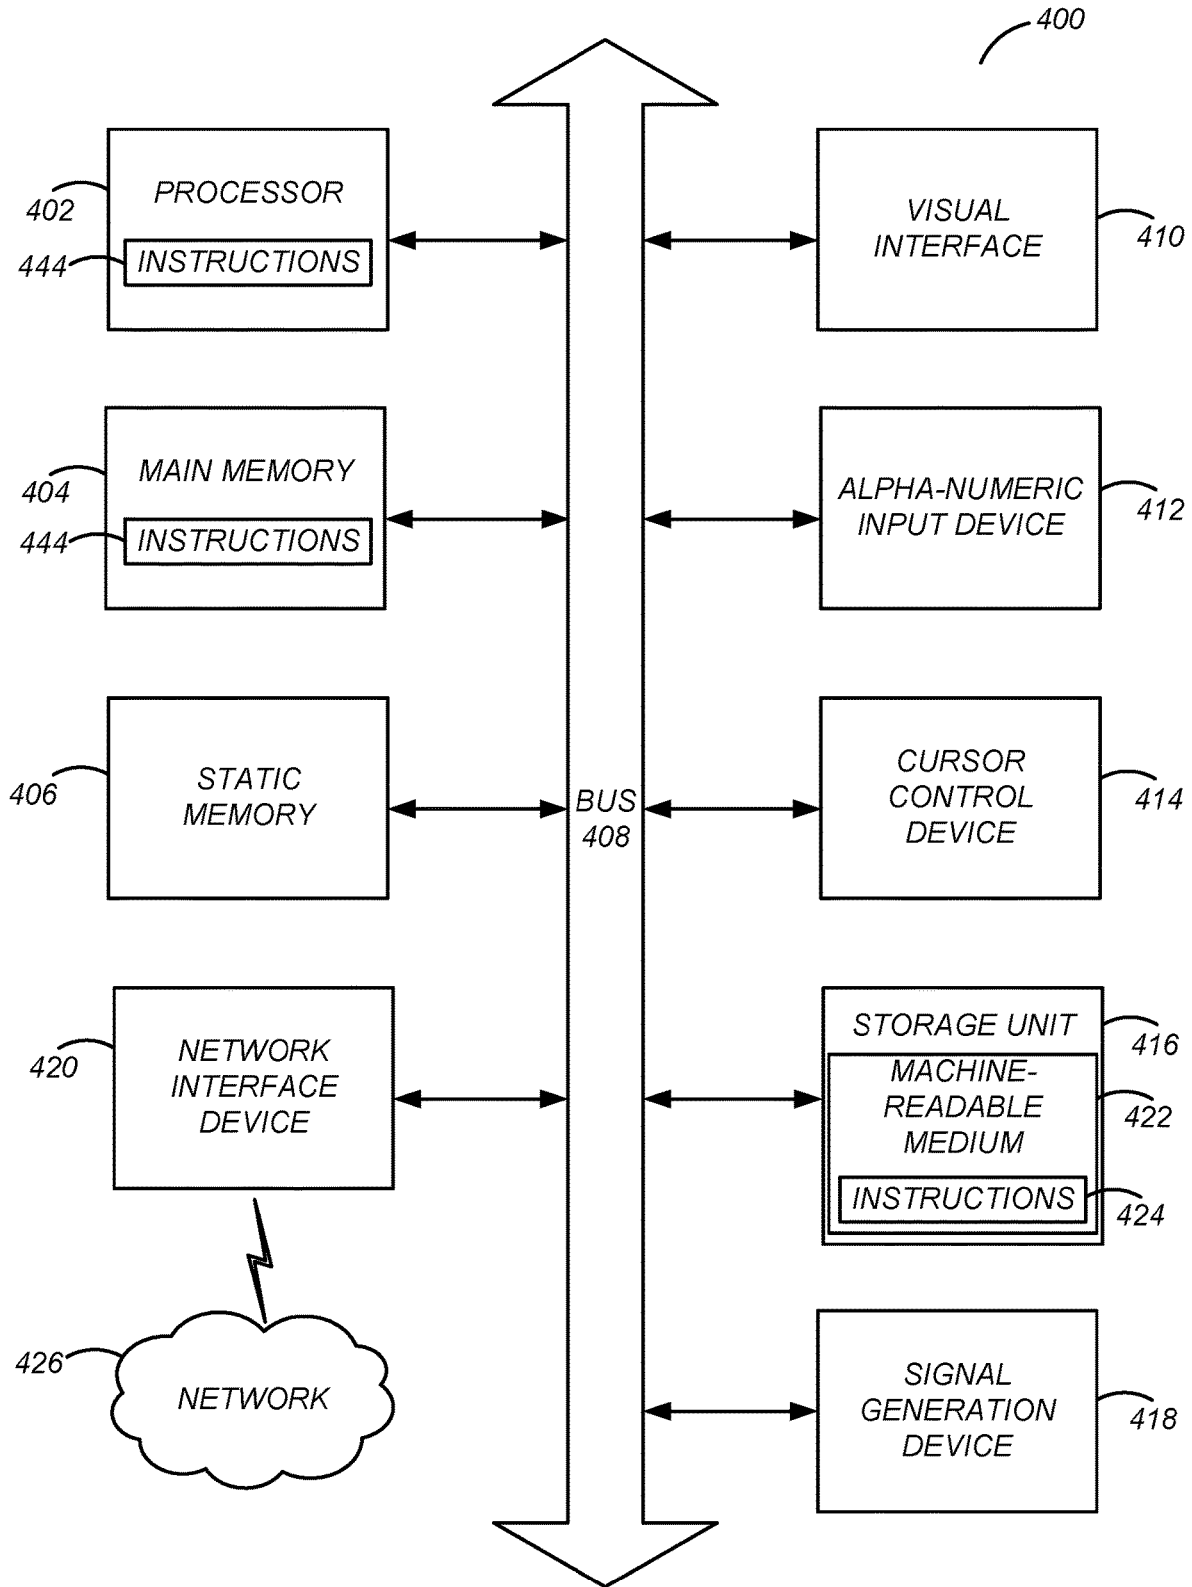 400
PROCESSOR
402
INSTRUCTIONS
444
VISUAL
INTERFACE
410
MAIN MEMORY
404
INSTRUCTIONS
444
ALPHA-NUMERIC
INPUT DEVICE
412
STATIC
MEMORY
406
BUS
408
CURSOR
CONTROL
DEVICE
414
NETWORK
INTERFACE
DEVICE
420
STORAGE UNIT
416
MACHINE-
READABLE
MEDIUM
422
INSTRUCTIONS
424
426
NETWORK
SIGNAL
GENERATION
DEVICE
418